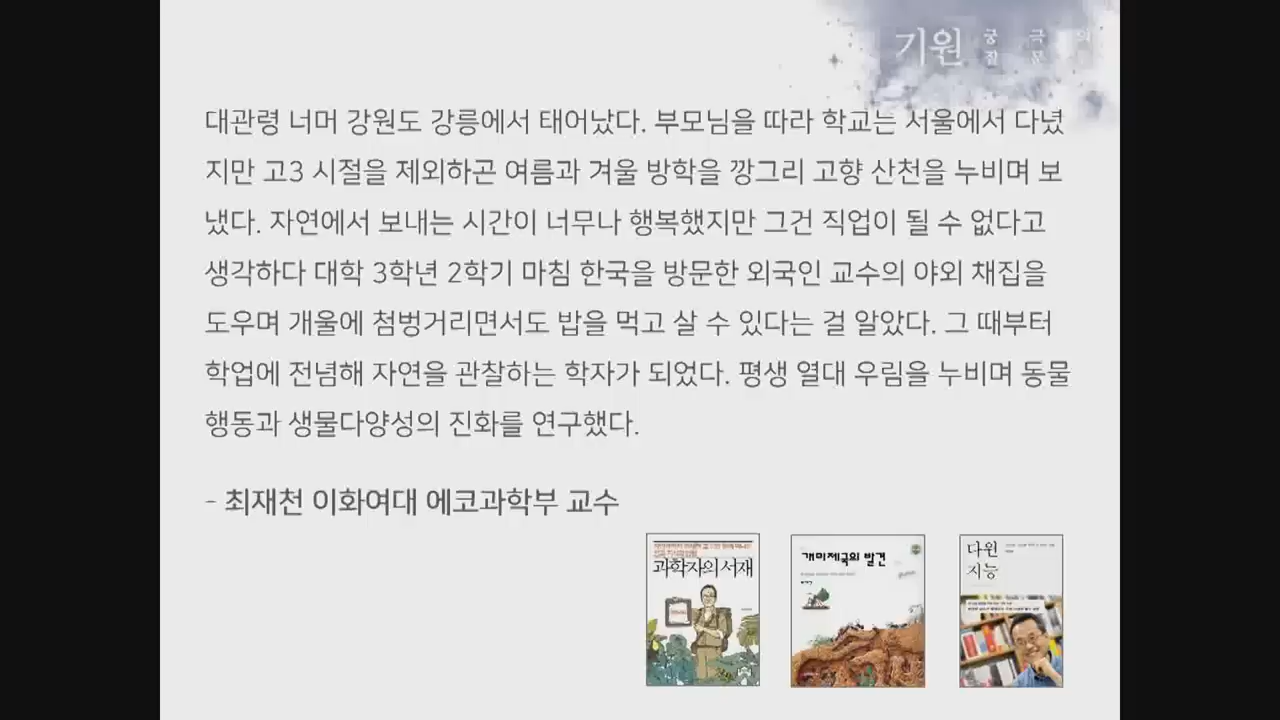 기원 궁 극 의
질 문
대관령 너머 강원도 강릉에서 태어났다. 부모님을 따라 학교는 서울에서 다녔
지만 고3 시절을 제외하곤 여름과 겨울 방학을 깡그리 고향 산천을 누비며 보
냈다. 자연에서 보내는 시간이 너무나 행복했지만 그건 직업이 될 수 없다고
생각하다 대학 3학년 2학기 마침 한국을 방문한 외국인 교수의 야외 채집을
도우며 개울에 첨벙거리면서도 밥을 먹고 살 수 있다는 걸 알았다. 그 때부터
학업에 전념해 자연을 관찰하는 학자가 되었다. 평생 열대 우림을 누비며 동물
행동과 생물다양성의 진화를 연구했다.
- 최재천 이화여대 에코과학부 교수
과학자의 서재
개미제국의 발견
다윈
지능